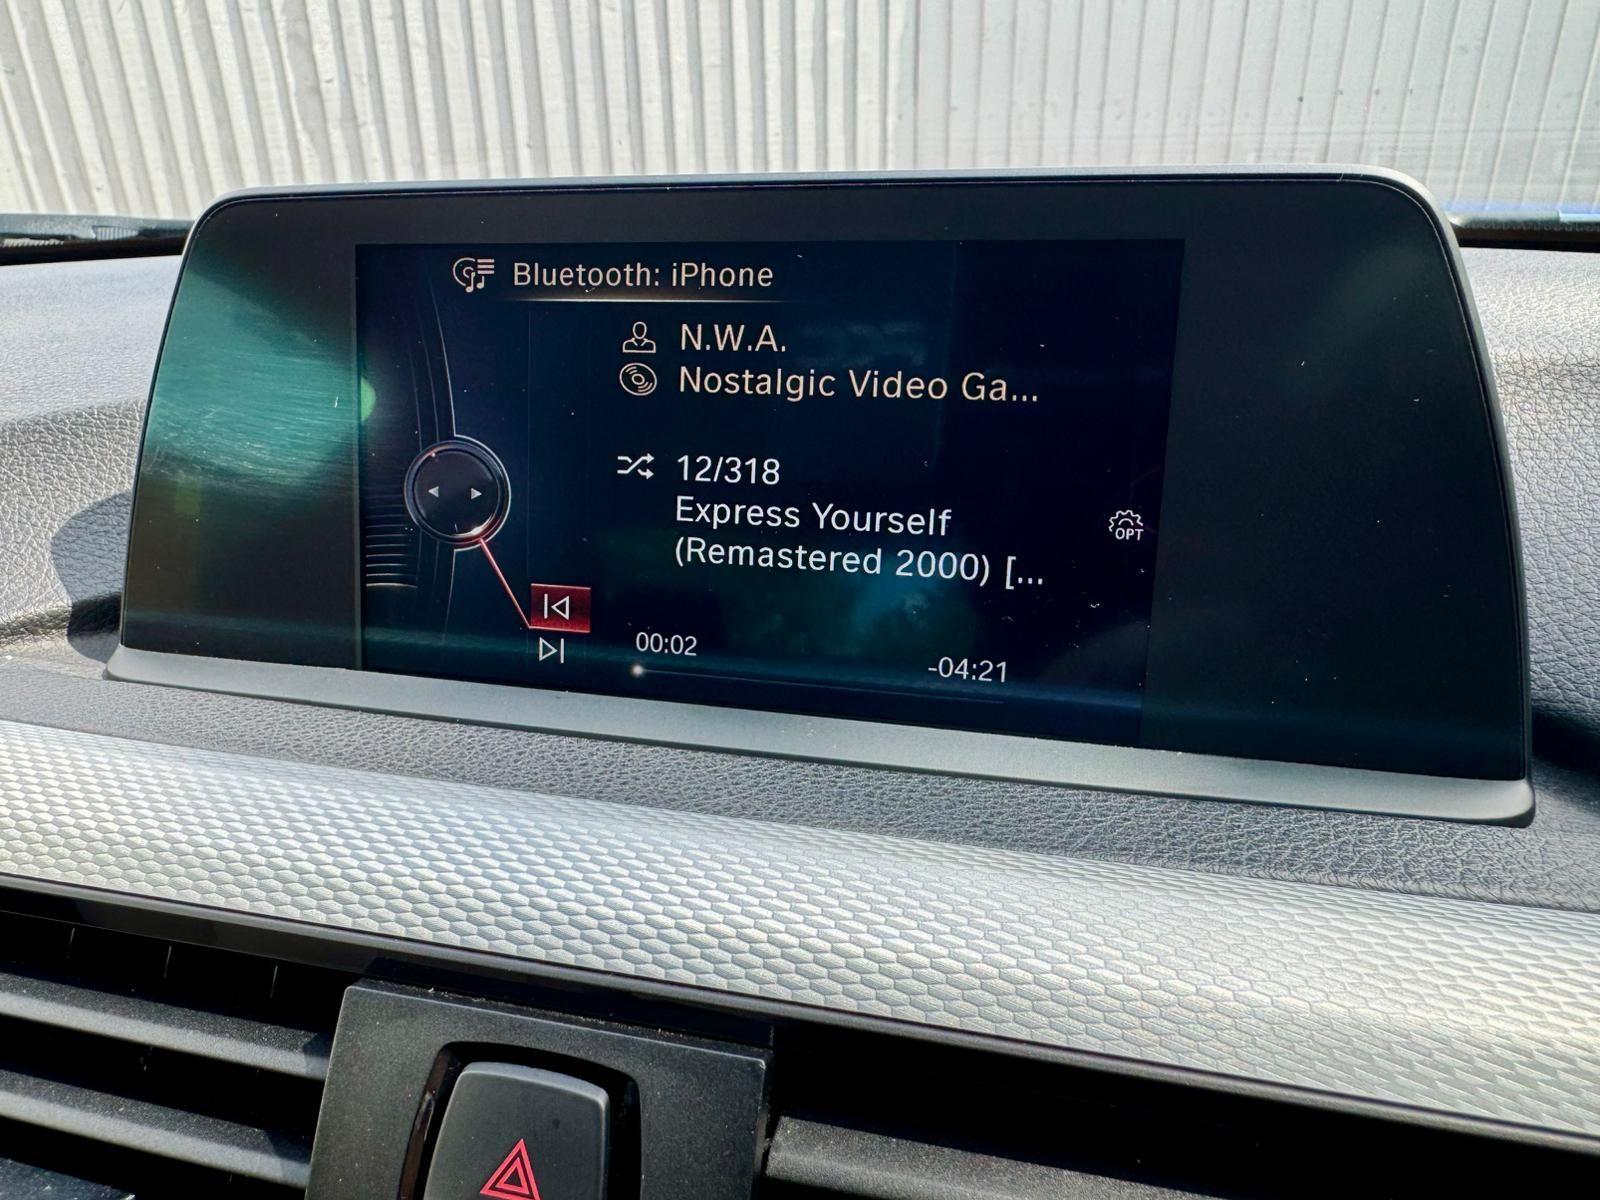 Bluetooth: iPhone
N.W.A.
Nostalgic Video Ga...
12/318
Express Yourself
(Remastered 2000) [...
OPT
00:02
-04:21